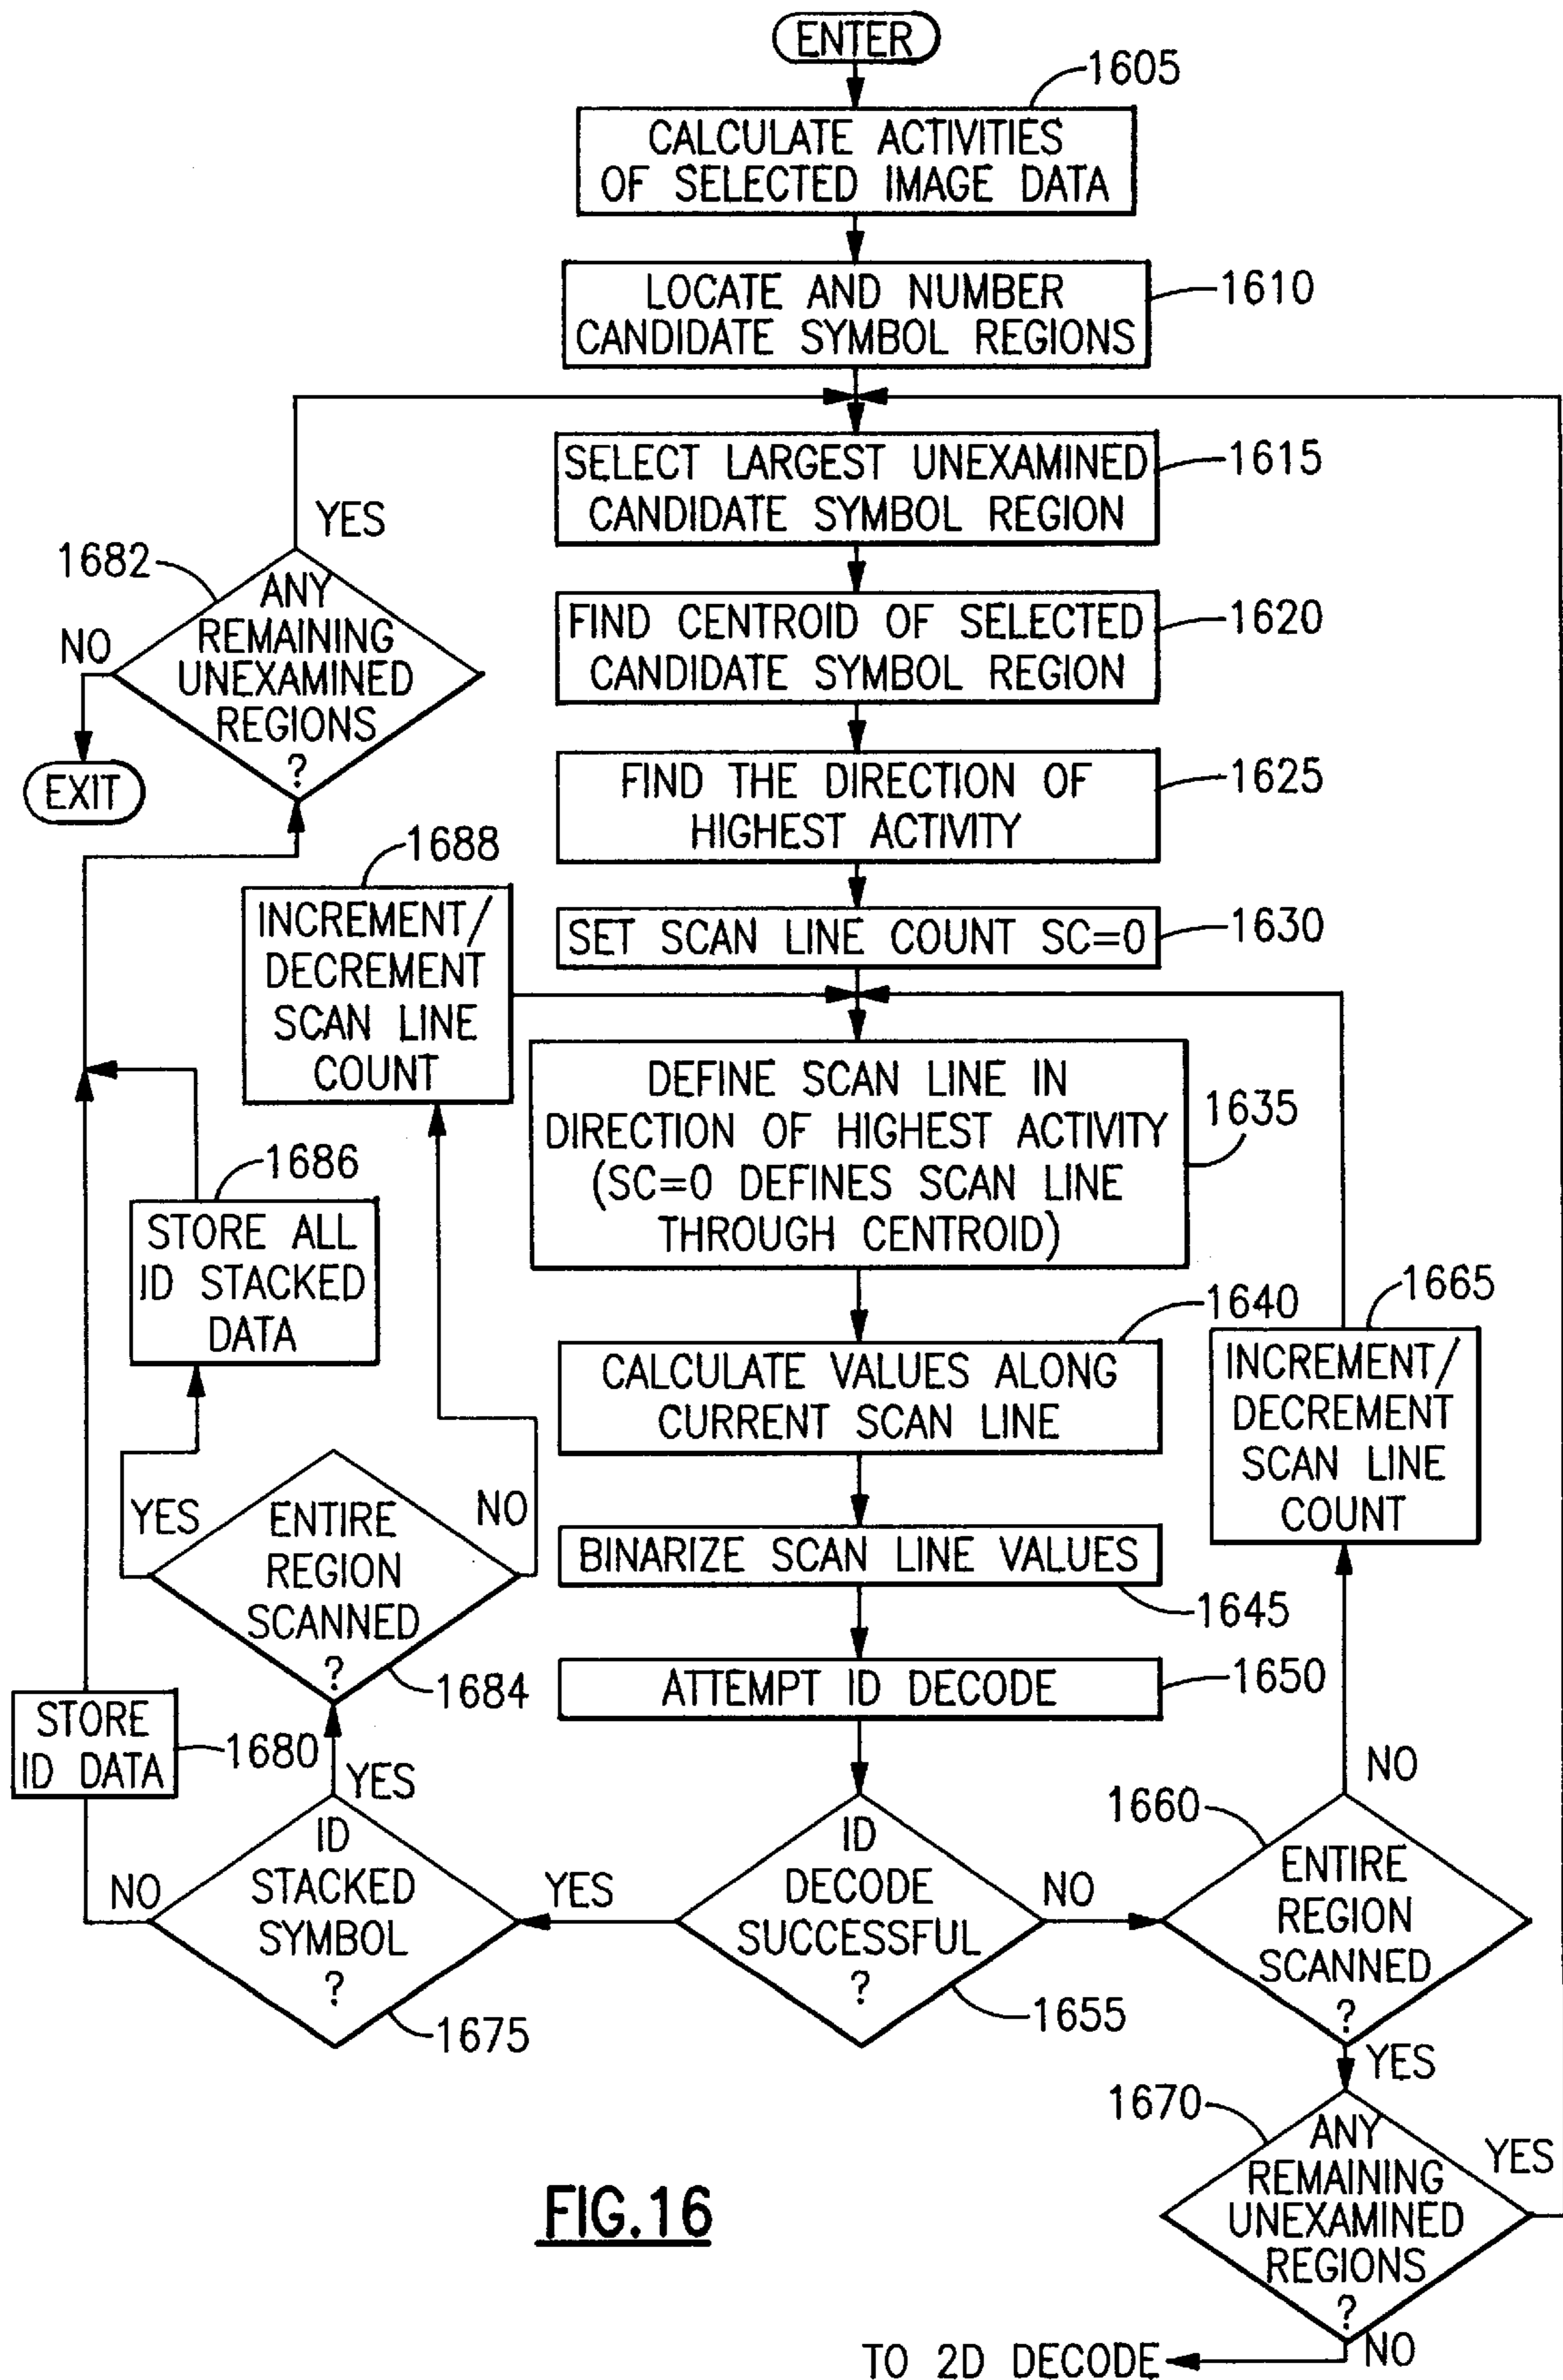 ENTER
1605
CALCULATE ACTIVITIES
OF SELECTED IMAGE DATA
LOCATE AND NUMBER
CANDIDATE SYMBOL REGIONS
1610
SELECT LARGEST UNEXAMINED
CANDIDATE SYMBOL REGION
1615
YES
1682
ANY
REMAINING
UNEXAMINED
REGIONS
?
NO
EXIT
FIND CENTROID OF SELECTED
CANDIDATE SYMBOL REGION
1620
FIND THE DIRECTION OF
HIGHEST ACTIVITY
1625
1688
INCREMENT/
DECREMENT
SCAN LINE
COUNT
SET SCAN LINE COUNT SC=0
1630
DEFINE SCAN LINE IN
DIRECTION OF HIGHEST ACTIVITY
(SC=0 DEFINES SCAN LINE
THROUGH CENTROID)
1635
1686
STORE ALL
ID STACKED
DATA
1640
CALCULATE VALUES ALONG
CURRENT SCAN LINE
1665
INCREMENT/
DECREMENT
SCAN LINE
COUNT
YES
ENTIRE
REGION
SCANNED
?
NO
1684
BINARIZE SCAN LINE VALUES
1645
ATTEMPT ID DECODE
1650
STORE
ID DATA
1680
YES
NO
ID
STACKED
SYMBOL
?
1675
YES
ID
DECODE
SUCCESSFUL
?
1655
NO
NO
1660
ENTIRE
REGION
SCANNED
?
YES
1670
ANY
REMAINING
UNEXAMINED
REGIONS
?
YES
NO
TO 2D DECODE
FIG.16